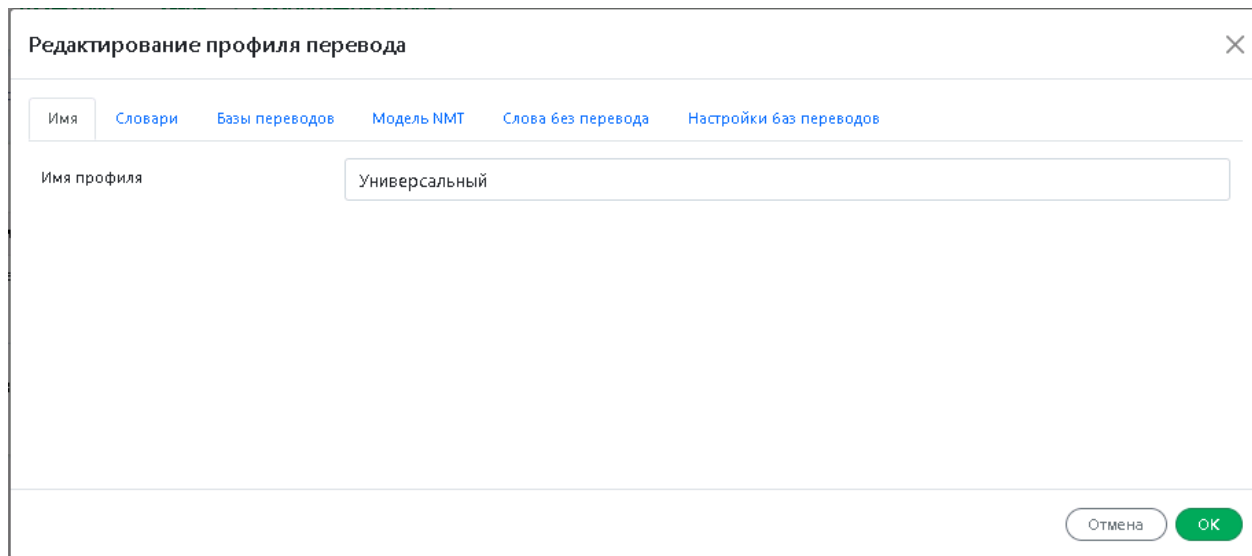 Редактирование профиля перевода
Имя Словари Базы переводов Модель NMT Слова без перевода Настройки баз переводов
Имя профиля Универсальный
Отмена OK